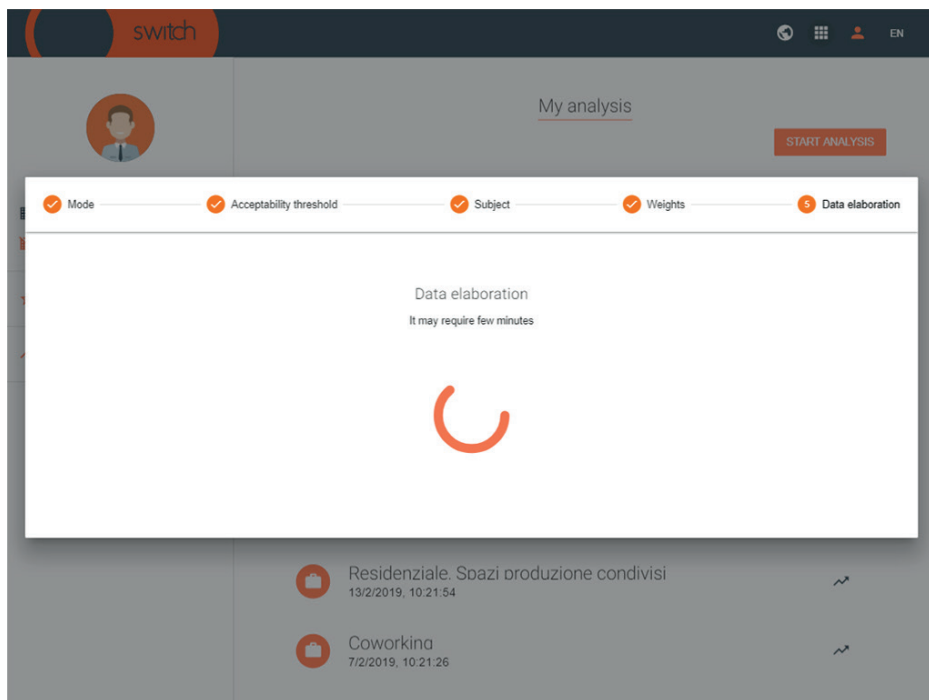 switch
EN
My analysis
START ANALYSIS
Mode
Acceptability threshold
Subject
Weights
5 Data elaboration
Data elaboration
It may require few minutes
Residenziale. Spazi produzione condivisi
13/2/2019, 10:21:54
Coworking
7/2/2019, 10:21:26